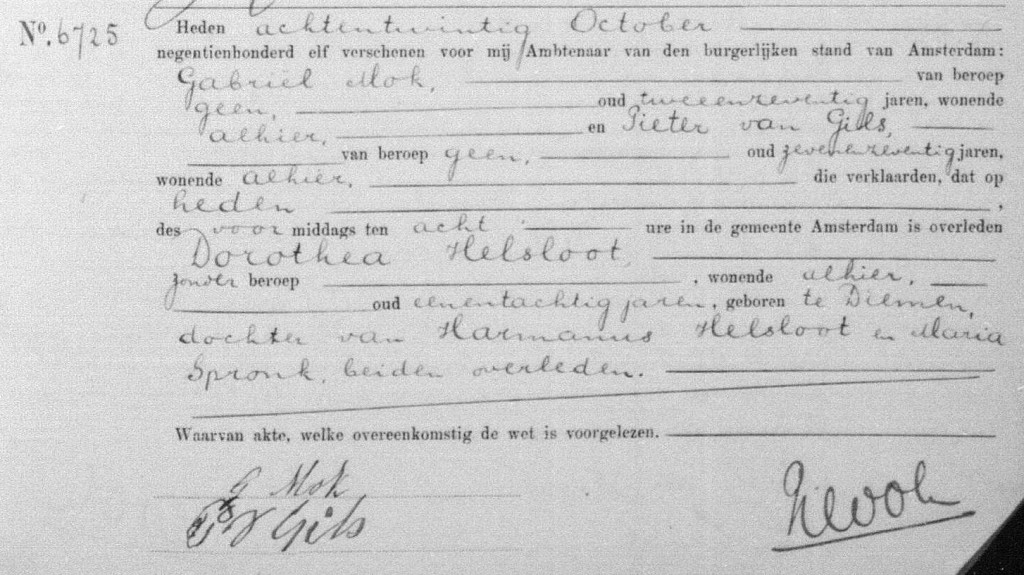 No. 6725
Heden achtentwintig October
negentienhonderd elf verschenen voor mij Ambtenaar van den burgerlijken stand van Amsterdam:
Gabriël Mok, van beroep
geen, oud tweeenzeventig jaren, wonende
alhier, en Pieter van Gils,
van beroep geen, oud zevenenzeventig jaren,
wonende alhier, die verklaarden, dat op
heden ,
des voor middags ten acht ure in de gemeente Amsterdam is overleden
Dorothea Helsloot,
zonder beroep , wonende alhier,
oud eenentachtig jaren, geboren te Diemen,
dochter van Harmanus Helsloot en Maria
Spronk, beiden overleden.
Waarvan akte, welke overeenkomstig de wet is voorgelezen.
G Mok
P v Gils